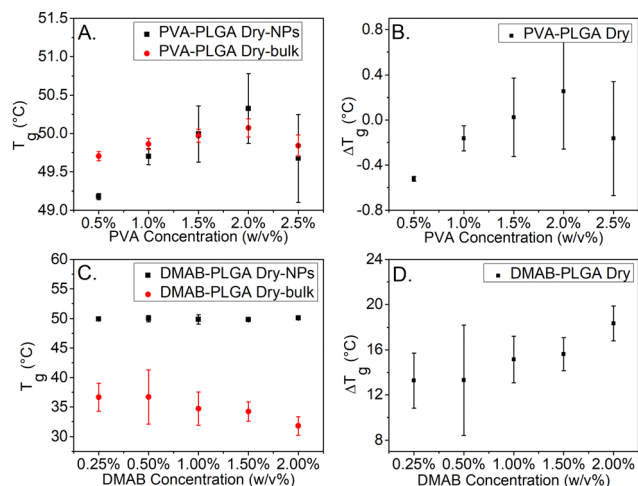 A.
PVA-PLGA Dry-NPs
PVA-PLGA Dry-bulk
51.5
51.0
50.5
50.0
49.5
49.0
Tg (°C)
0.5% 1.0% 1.5% 2.0% 2.5%
PVA Concentration (w/v%)
B.
PVA-PLGA Dry
0.8
0.4
0.0
-0.4
-0.8
ΔTg (°C)
0.5% 1.0% 1.5% 2.0% 2.5%
PVA Concentration (w/v%)
C.
DMAB-PLGA Dry-NPs
DMAB-PLGA Dry-bulk
60
55
50
45
40
35
30
Tg (°C)
0.25% 0.50% 1.00% 1.50% 2.00%
DMAB Concentration (w/v%)
D.
DMAB-PLGA Dry
24
20
16
12
8
ΔTg (°C)
0.25% 0.50% 1.00% 1.50% 2.00%
DMAB Concentration (w/v%)